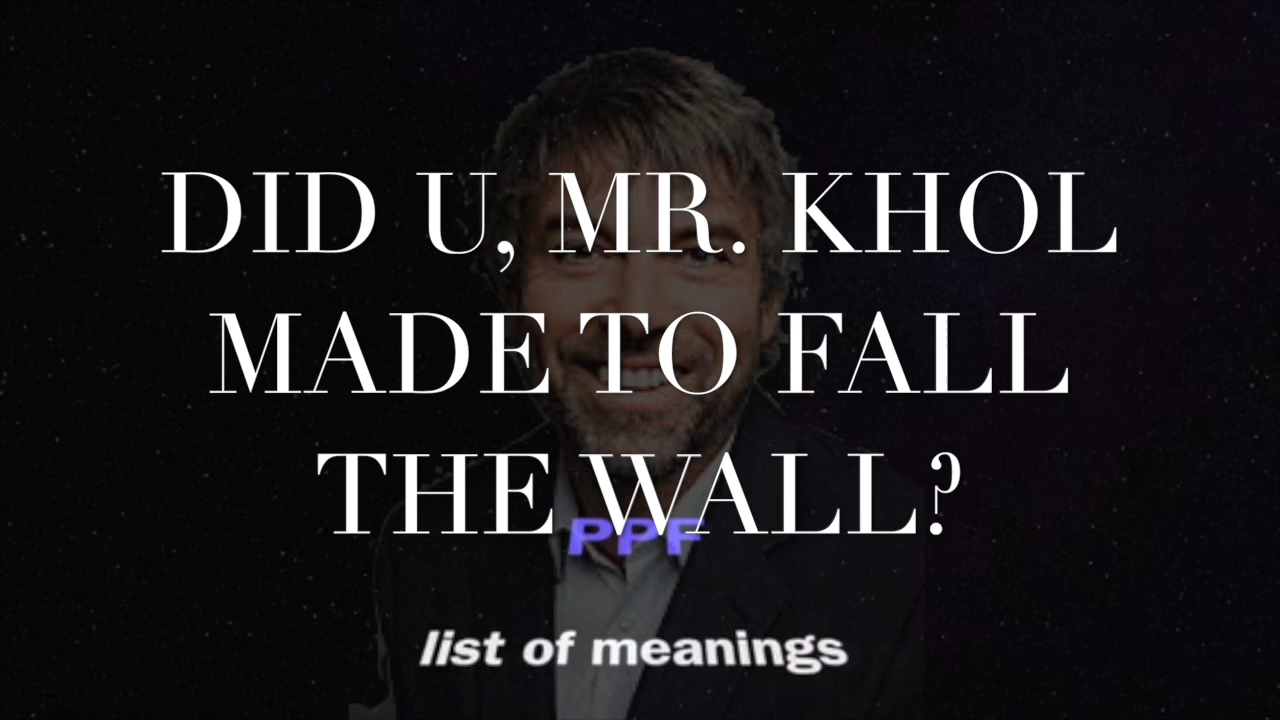 DID U, MR. KHOL
MADE TO FALL
THE WALL?
PPF
list of meanings